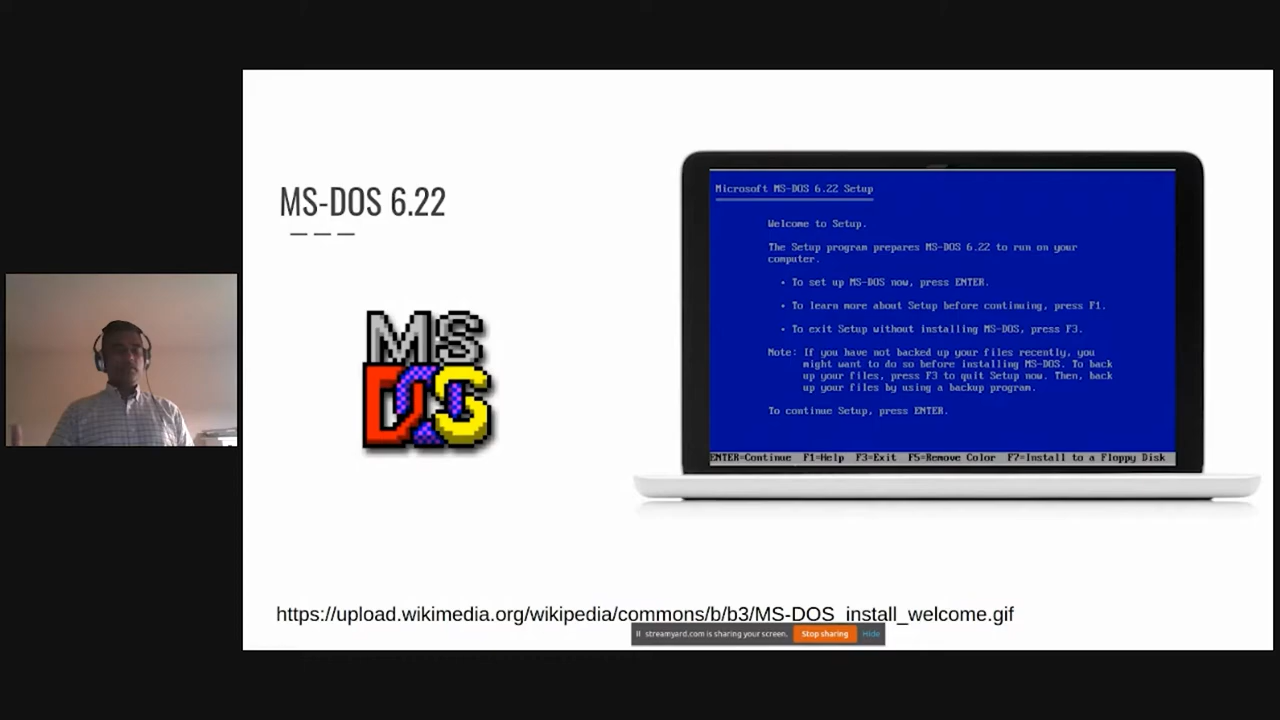 MS-DOS 6.22
MS
DOS
Microsoft MS-DOS 6.22 Setup
Welcome to Setup.
The Setup program prepares MS-DOS 6.22 to run on your
computer.
• To set up MS-DOS now, press ENTER.
• To learn more about Setup before continuing, press F1.
• To exit Setup without installing MS-DOS, press F3.
Note: If you have not backed up your files recently, you
might want to do so before installing MS-DOS. To back
up your files, press F3 to quit Setup now. Then, back
up your files by using a backup program.
To continue Setup, press ENTER.
ENTER=Continue F1=Help F3=Exit F5=Remove Color F7=Install to a Floppy Disk
https://upload.wikimedia.org/wikipedia/commons/b/b3/MS-DOS_install_welcome.gif
streamyard.com is sharing your screen. Stop sharing Hide